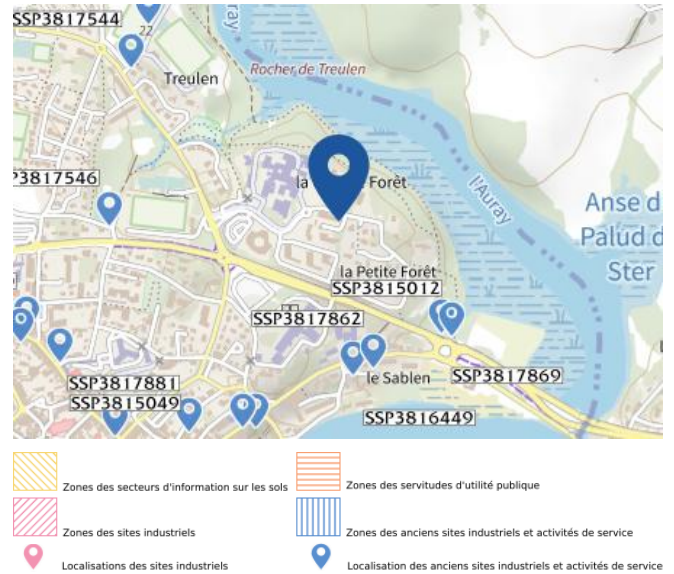 SSP3817544
22
Treulen
Rocher de Treulen
l'Auray
Forêt
Anse d
Palud d
Ster
la Petite Forêt
SSP3815012
SSP3817862
SSP3817881
SSP3815049
le Sablen
SSP3817869
SSP3816449
Zones des secteurs d'information sur les sols
Zones des servitudes d'utilité publique
Zones des sites industriels
Zones des anciens sites industriels et activités de service
Localisations des sites industriels
Localisation des anciens sites industriels et activités de service